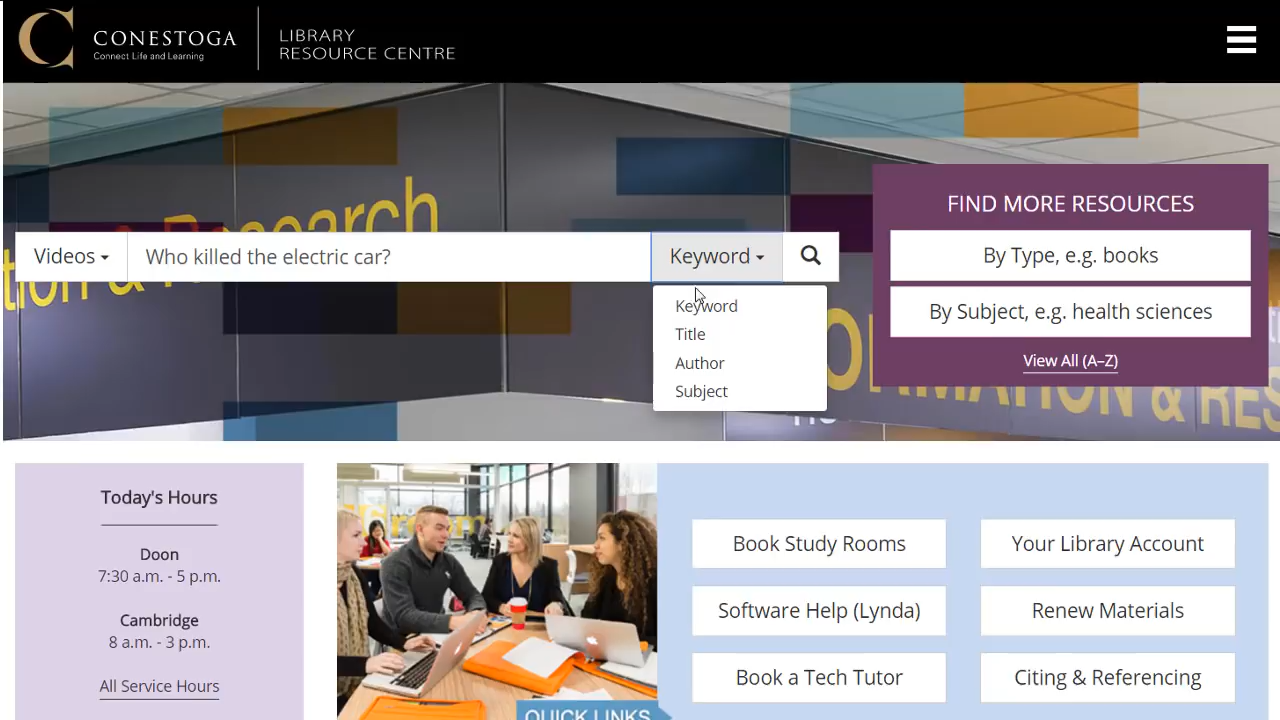 CONESTOGA
Connect Life and Learning
LIBRARY
RESOURCE CENTRE
Research
Videos
Who killed the electric car?
Keyword
Keyword
Title
Author
Subject
FIND MORE RESOURCES
By Type, e.g. books
By Subject, e.g. health sciences
View All (A–Z)
Today's Hours
Doon
7:30 a.m. - 5 p.m.
Cambridge
8 a.m. - 3 p.m.
All Service Hours
QUICK LINKS
Book Study Rooms
Your Library Account
Software Help (Lynda)
Renew Materials
Book a Tech Tutor
Citing & Referencing